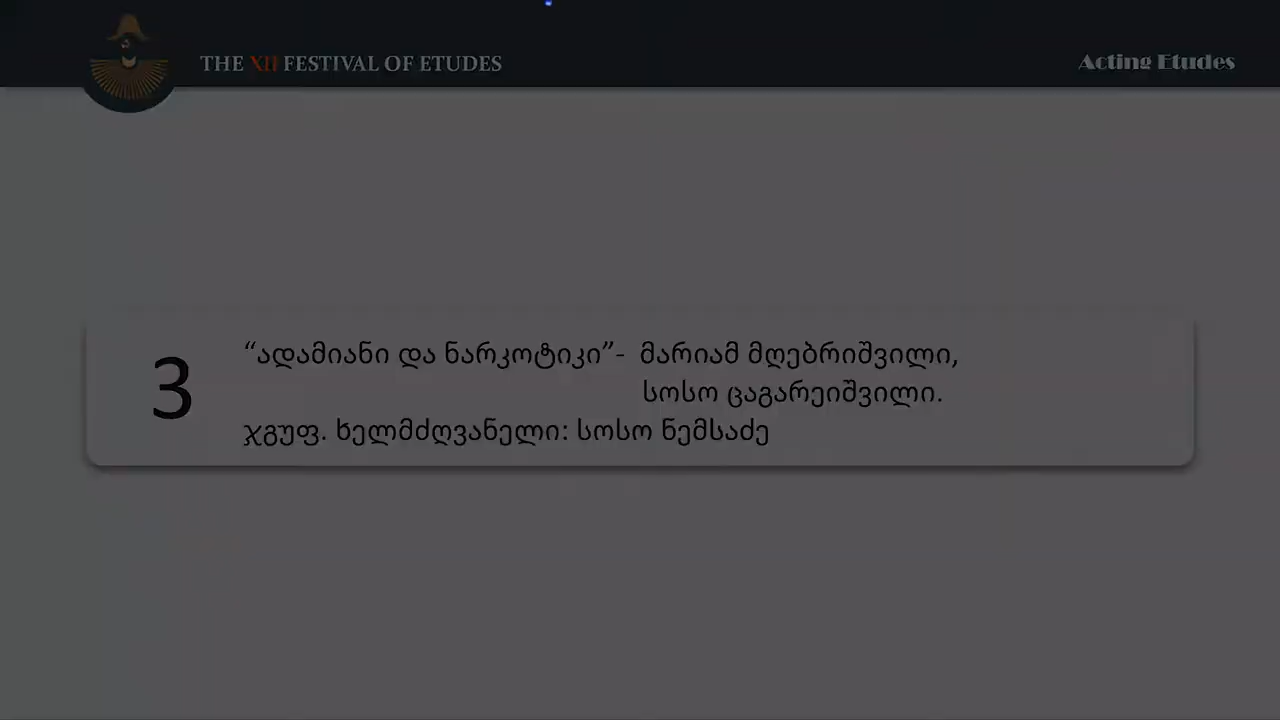 THE XII FESTIVAL OF ETUDES
Acting Etudes
3
“ადამიანი და ნარკოტიკი”- მარიამ მღებრიშვილი,
სოსო ცაგარეიშვილი.
ჯგუფ. ხელმძღვანელი: სოსო ნემსაძე